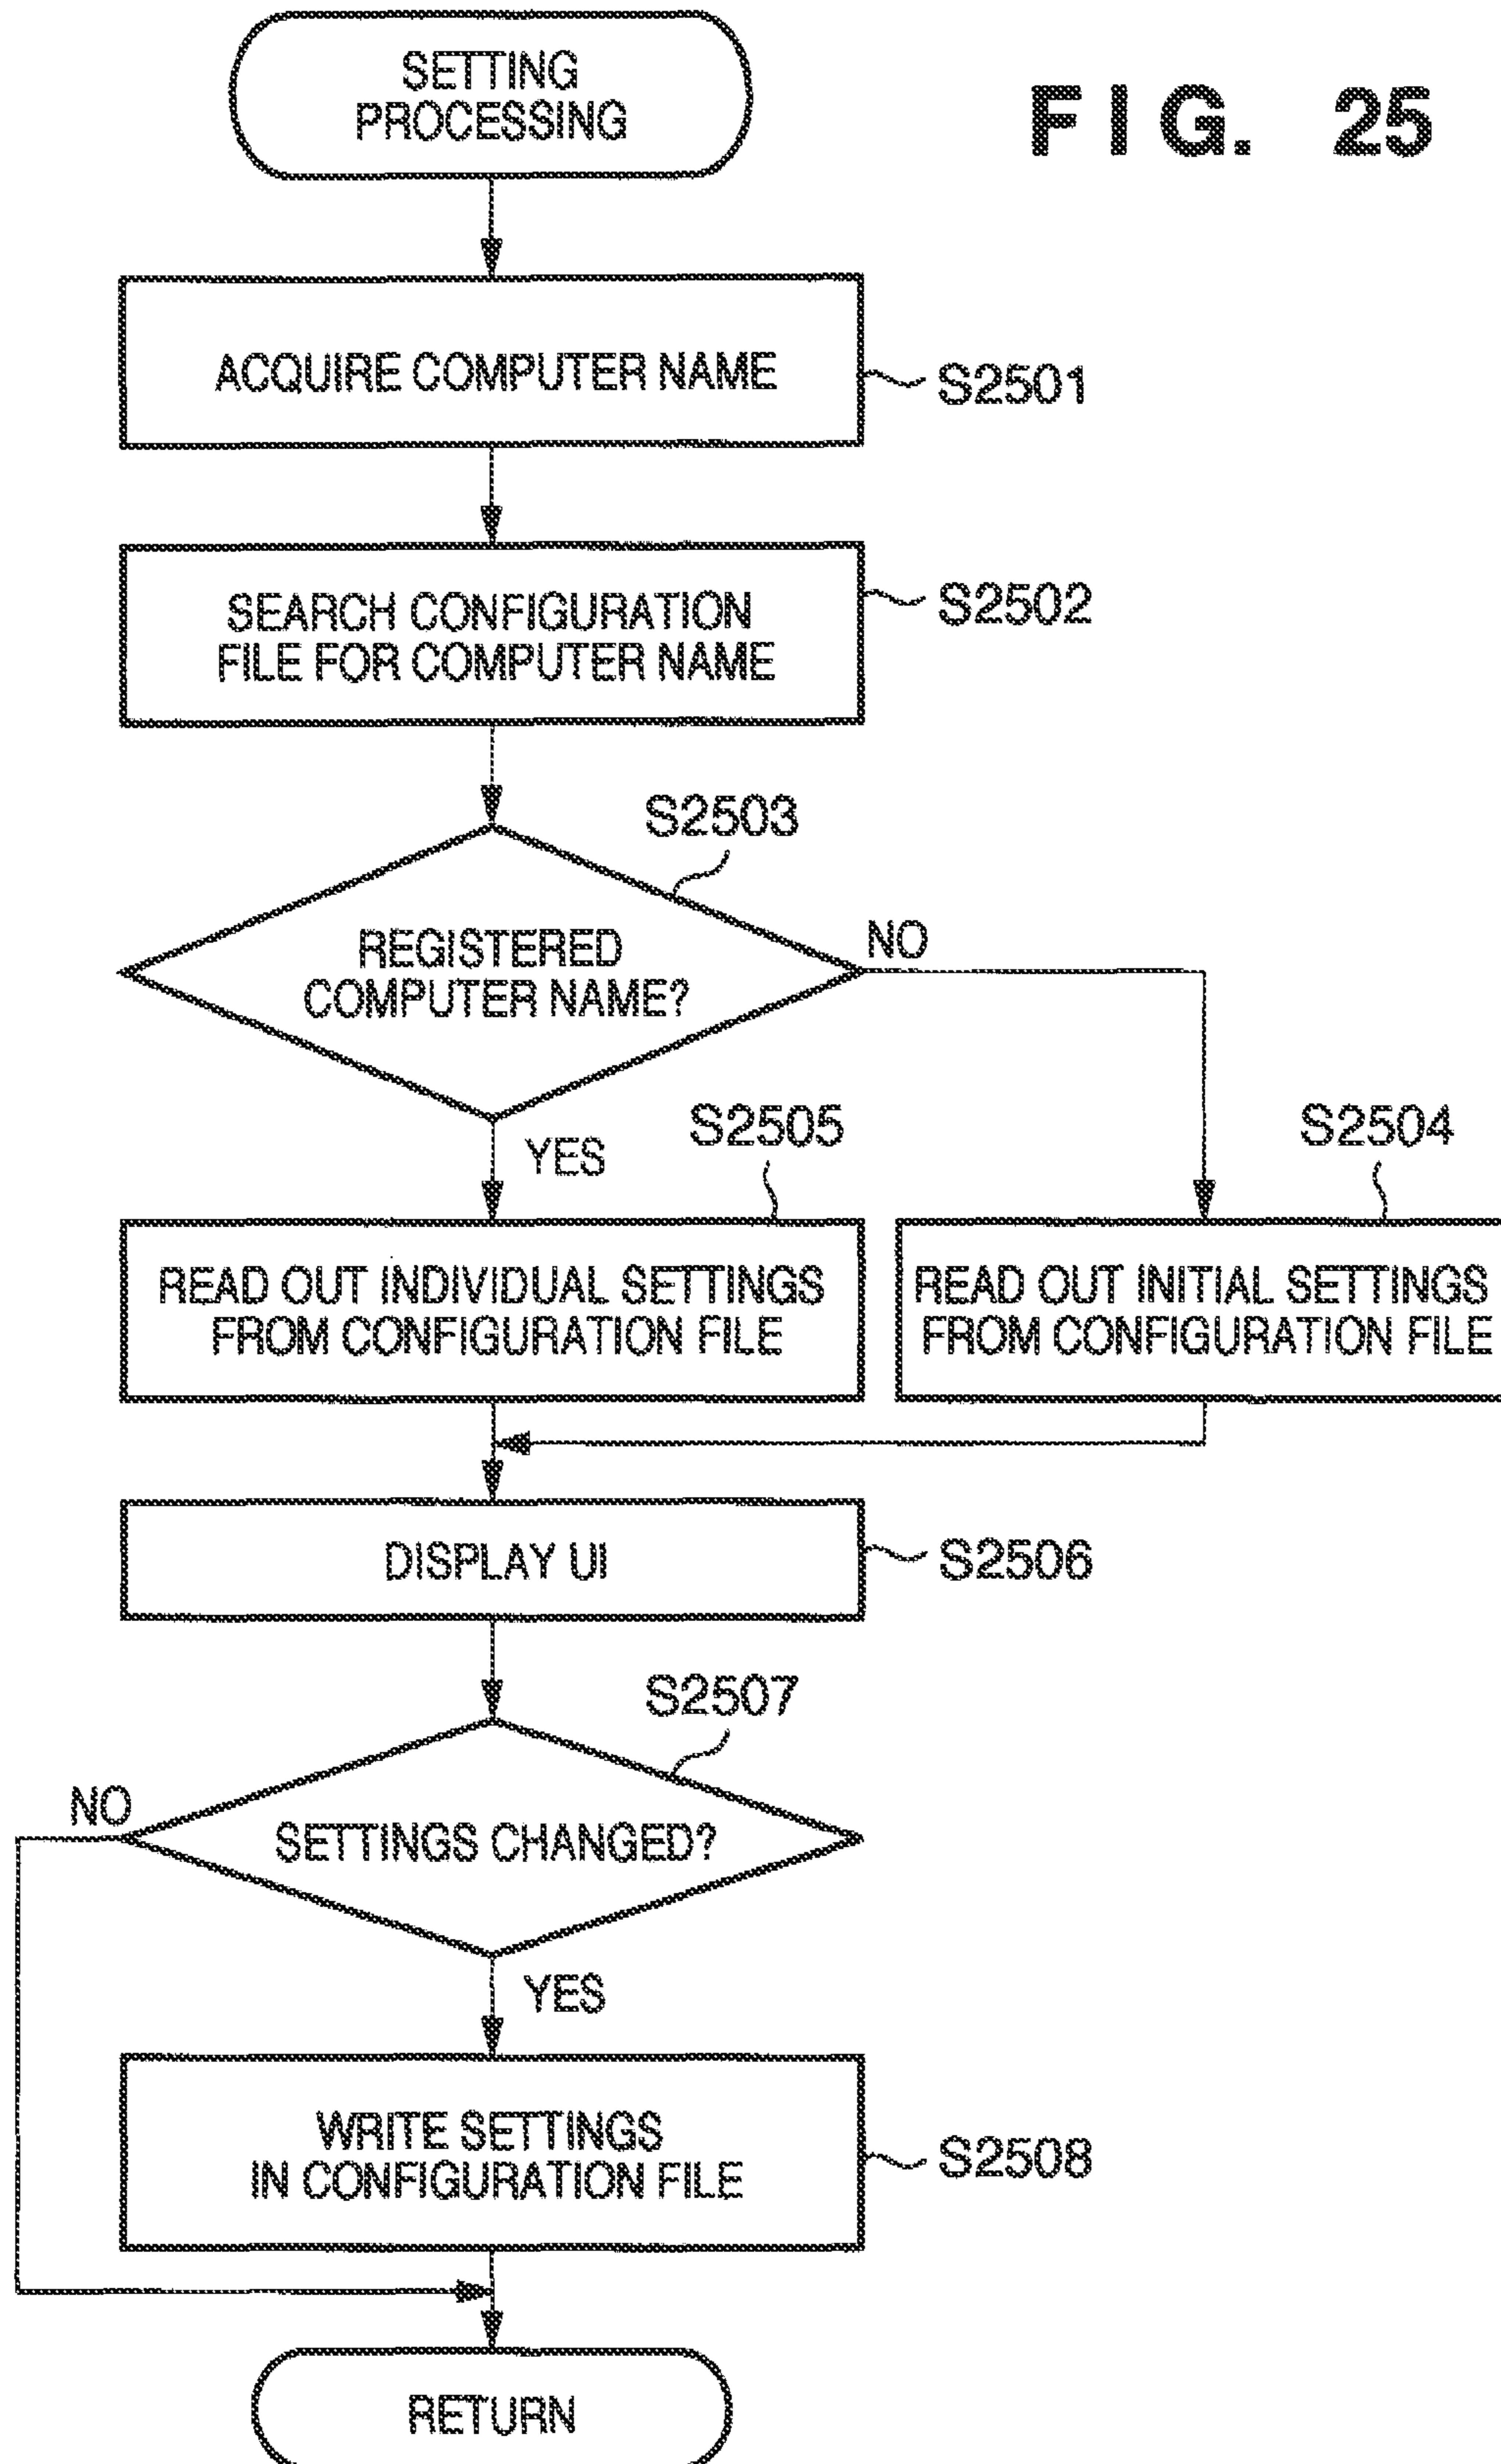 SETTING
PROCESSING
FIG. 25
ACQUIRE COMPUTER NAME
S2501
SEARCH CONFIGURATION
FILE FOR COMPUTER NAME
S2502
S2503
REGISTERED
COMPUTER NAME?
NO
YES
S2505
S2504
READ OUT INDIVIDUAL SETTINGS
FROM CONFIGURATION FILE
READ OUT INITIAL SETTINGS
FROM CONFIGURATION FILE
DISPLAY UI
S2506
S2507
NO
SETTINGS CHANGED?
YES
WRITE SETTINGS
IN CONFIGURATION FILE
S2508
RETURN